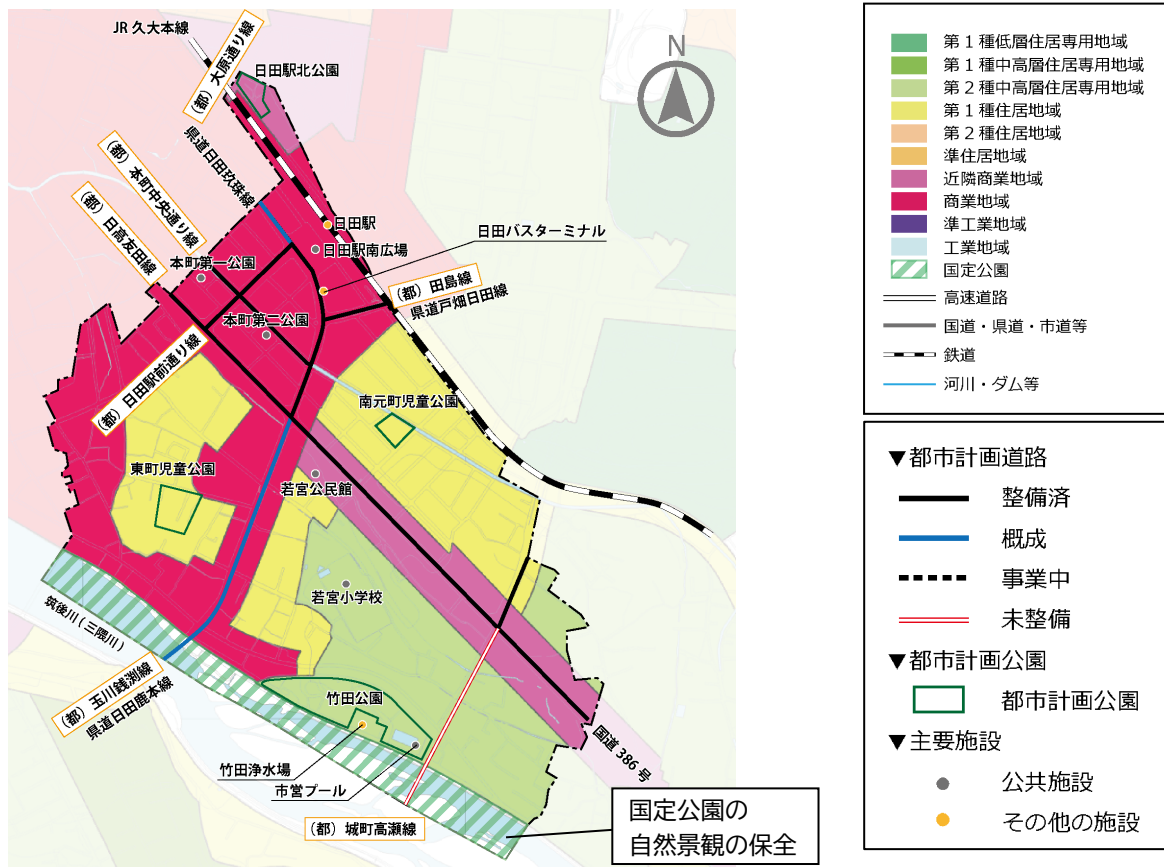 JR 久大本線
(都) 大原通り線
日田駅北公園
N
県道日田玖珠線
(都) 本町中央通り線
(都) 日高友田線
日田駅
日田駅南広場
日田バスターミナル
本町第一公園
(都) 田島線
県道戸畑日田線
本町第二公園
(都) 日田駅前通り線
南元町児童公園
東町児童公園
若宮公民館
若宮小学校
筑後川(三隈川)
竹田公園
(都) 玉川銭渕線
県道日田鹿本線
国道 386 号
竹田浄水場
市営プール
(都) 城町高瀬線
国定公園の
自然景観の保全
第1種低層住居専用地域
第1種中高層住居専用地域
第2種中高層住居専用地域
第1種住居地域
第2種住居地域
準住居地域
近隣商業地域
商業地域
準工業地域
工業地域
国定公園
高速道路
国道・県道・市道等
鉄道
河川・ダム等
▼都市計画道路
整備済
概成
事業中
未整備
▼都市計画公園
都市計画公園
▼主要施設
公共施設
その他の施設